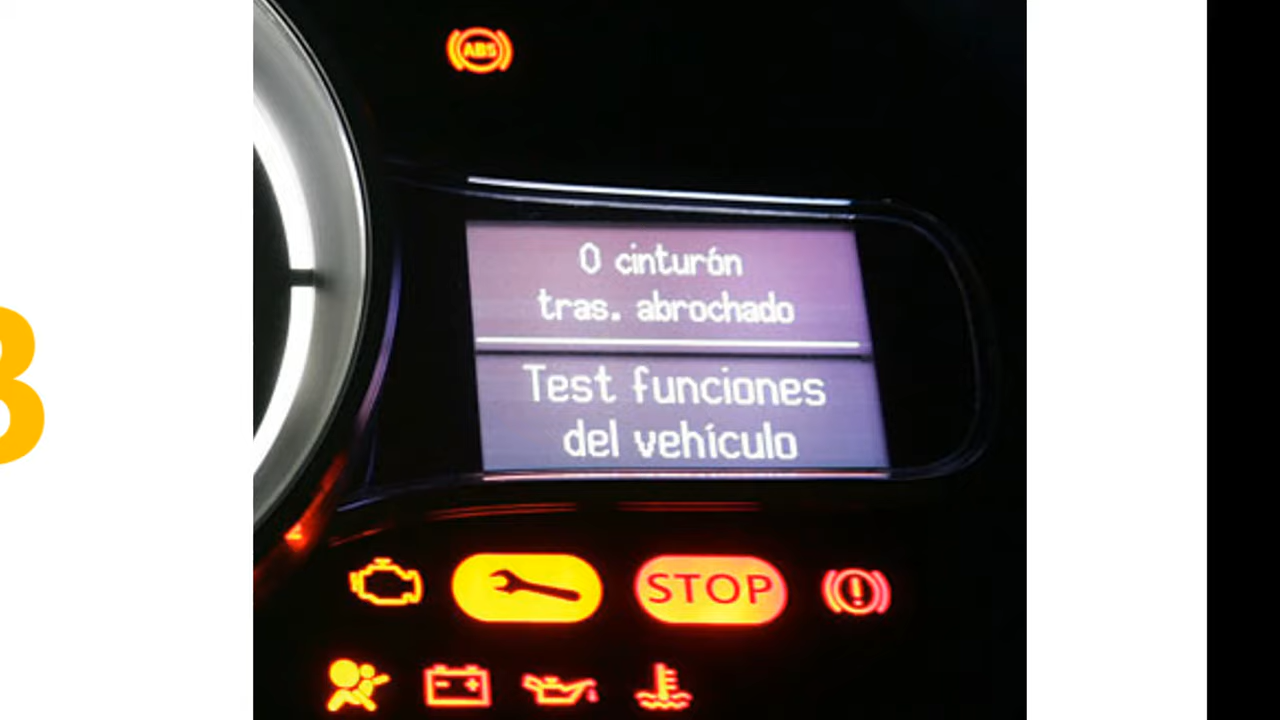 ABS
0 cinturón
tras. abrochado
Test funciones
del vehículo
STOP